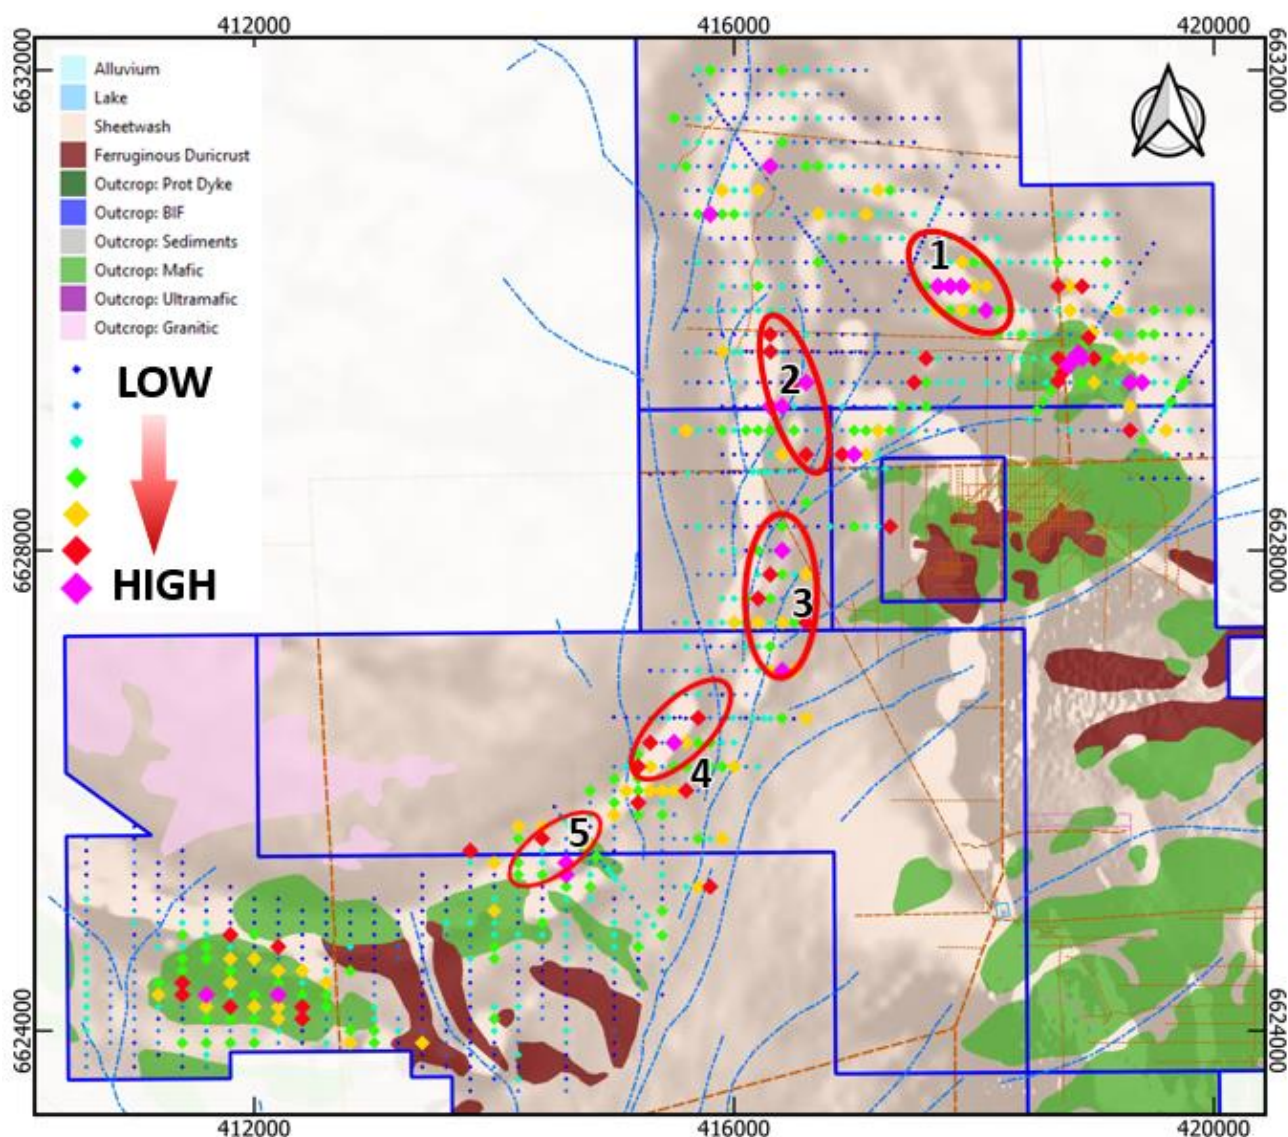 412000
416000
420000
6632000
6632000
Alluvium
Lake
Sheetwash
Ferruginous Duricrust
Outcrop: Prot Dyke
Outcrop: BIF
Outcrop: Sediments
Outcrop: Mafic
Outcrop: Ultramafic
Outcrop: Granitic
LOW
HIGH
1
2
3
4
5
6628000
6628000
6624000
6624000
412000
416000
420000